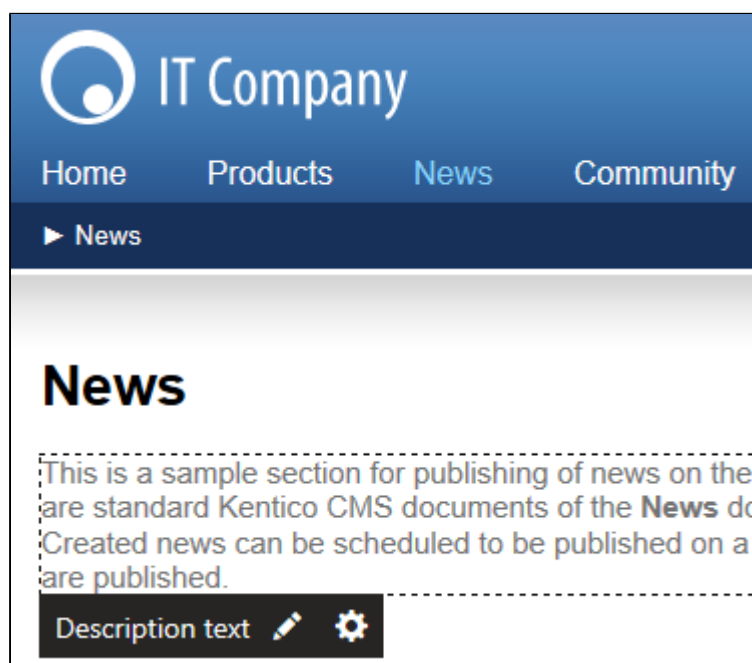 IT Company
Home Products News Community
► News
News
This is a sample section for publishing of news on the
are standard Kentico CMS documents of the News
Created news can be scheduled to be published on a
are published.
Description text